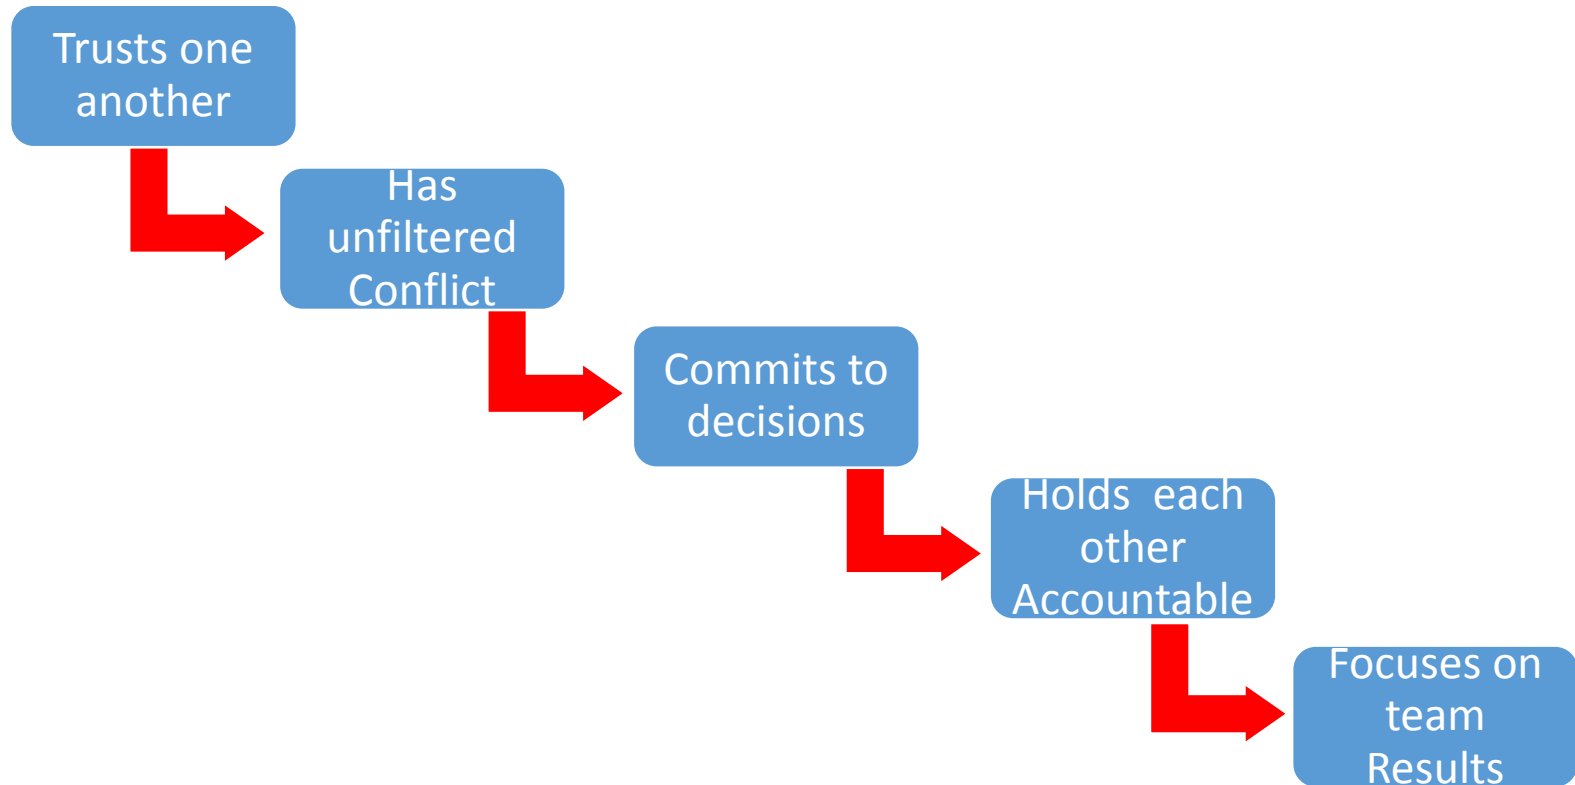 Trusts one
another
Has
unfiltered
Conflict
Commits to
decisions
Holds  each
other
Accountable
Focuses on
team
Results